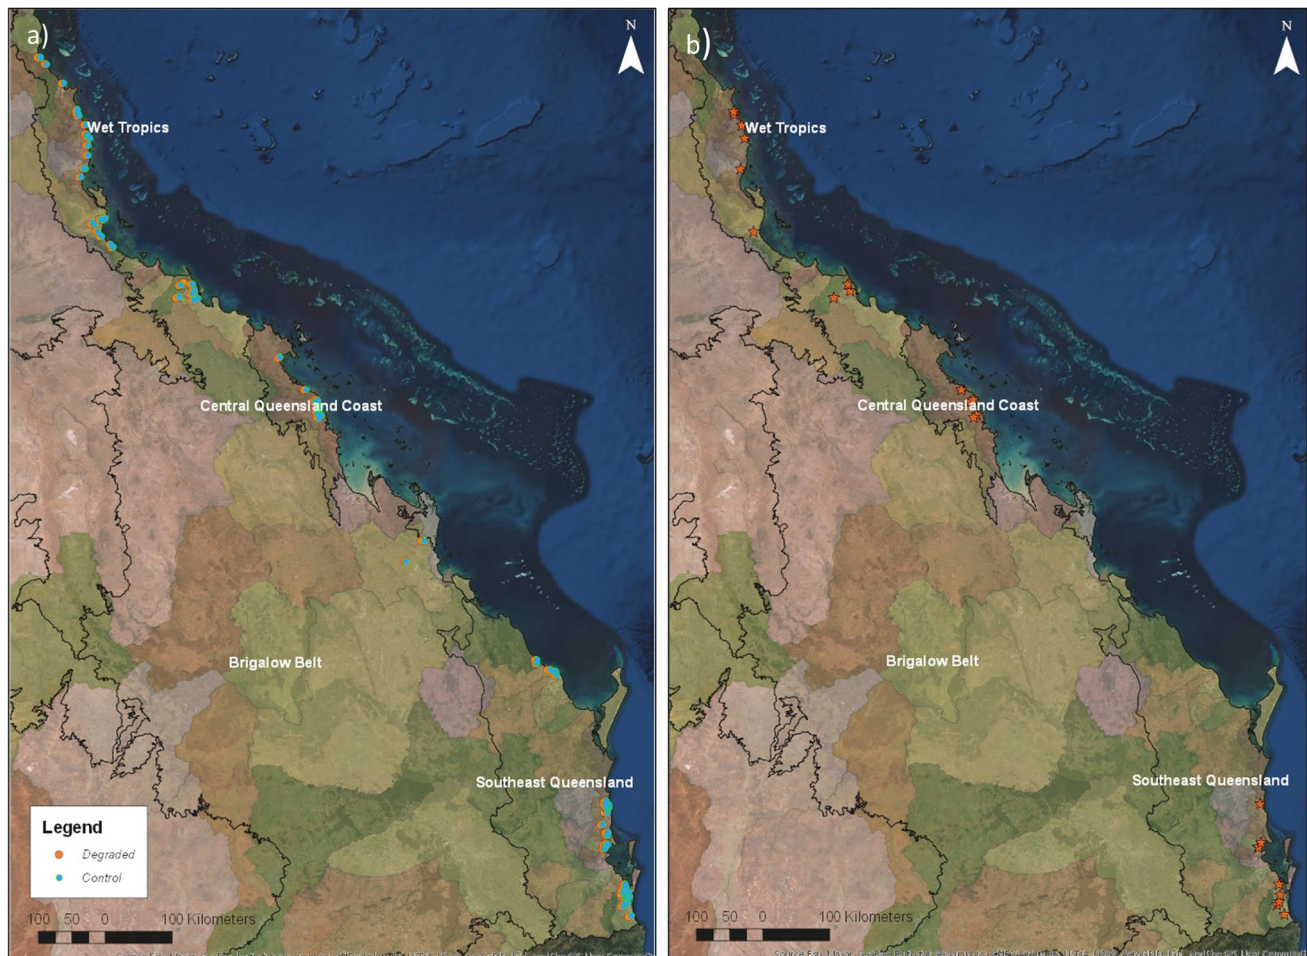 a)
N
Wet Tropics
Central Queensland Coast
Brigalow Belt
Southeast Queensland
Legend
Degraded
Control
100 50 0 100 Kilometers
b)
N
Wet Tropics
Central Queensland Coast
Brigalow Belt
Southeast Queensland
100 50 0 100 Kilometers